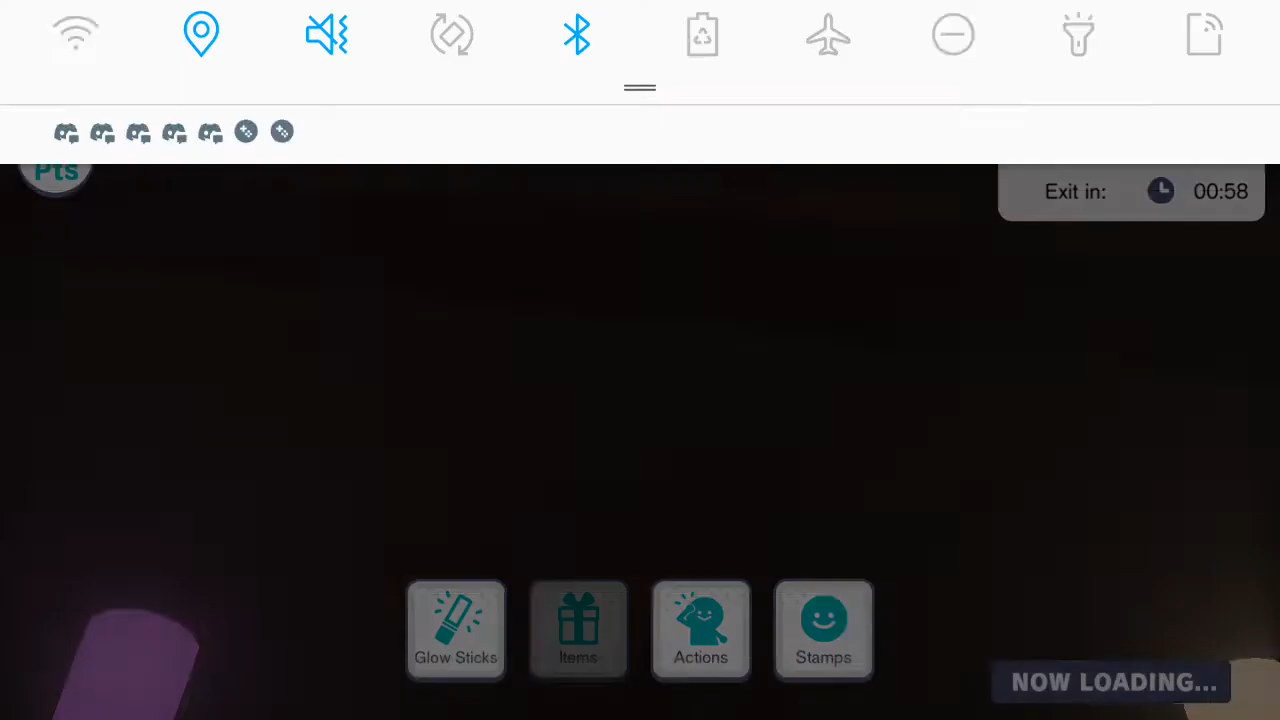 Pts
Exit in: 00:58
Glow Sticks
Items
Actions
Stamps
NOW LOADING...